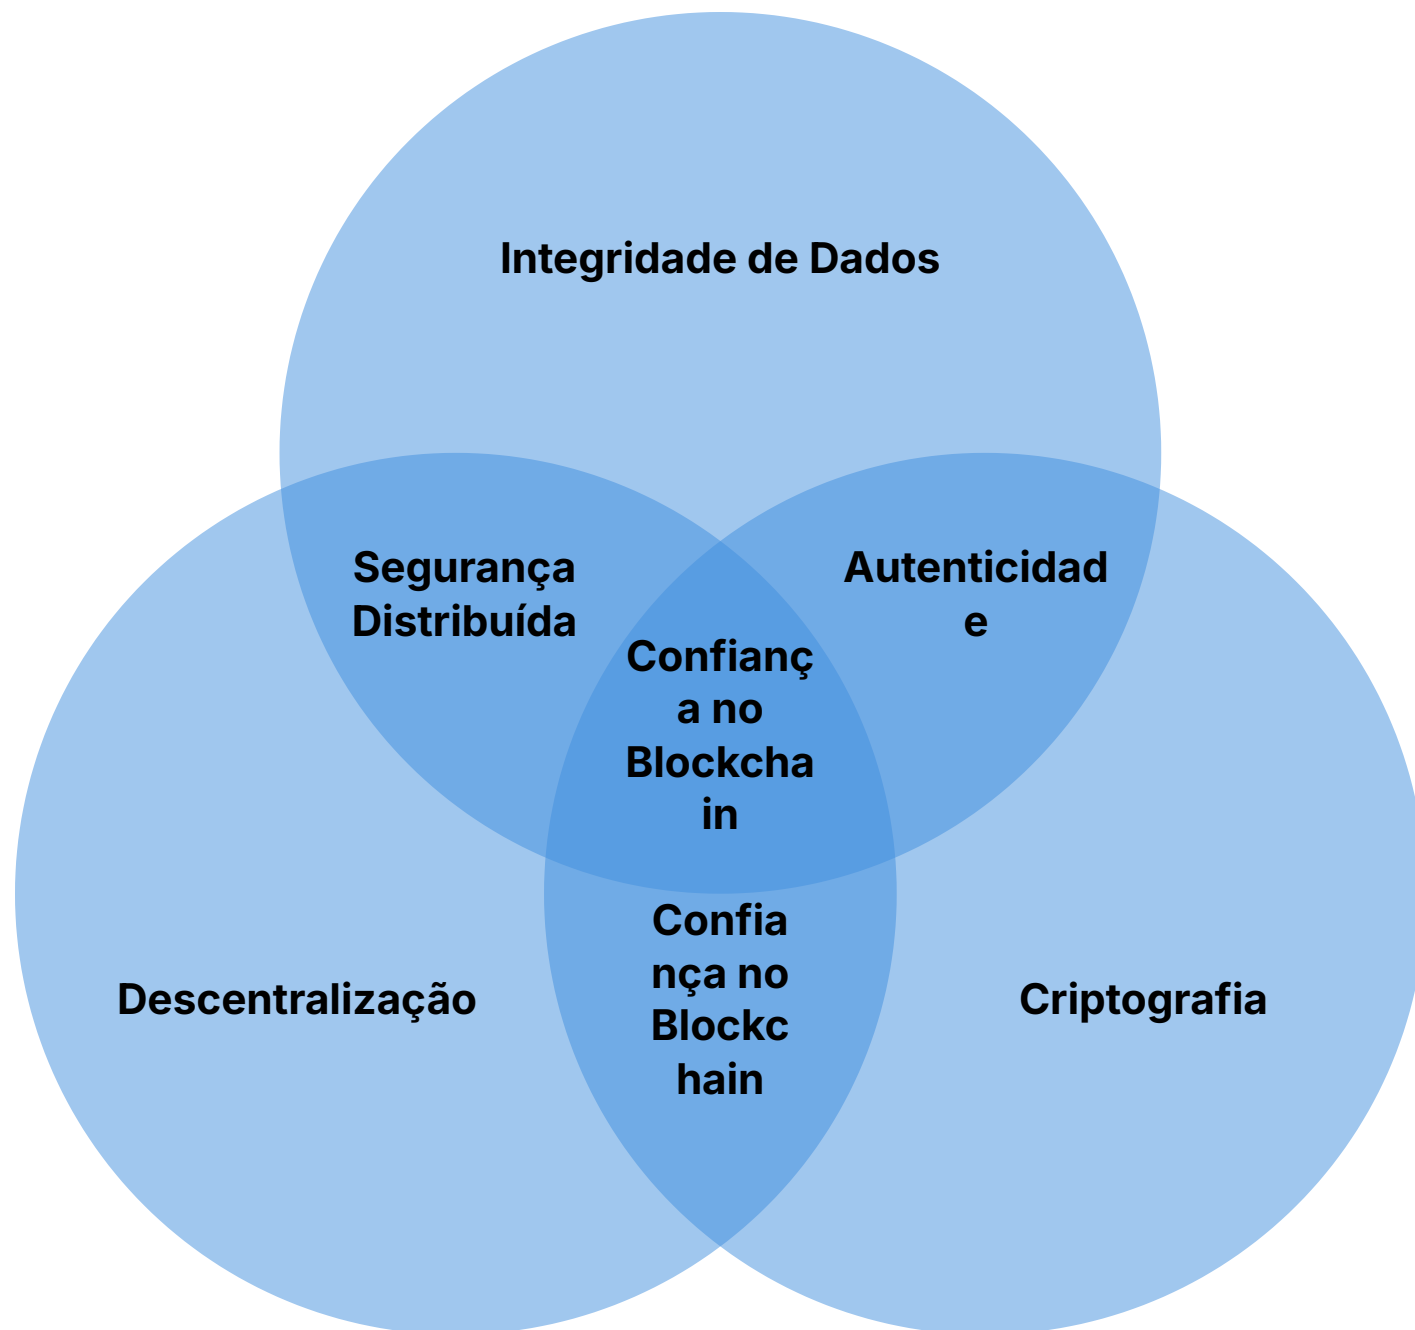 Integridade de Dados
Segurança
Distribuída
Autenticidad
e
Confianç
a no
Blockcha
in
Descentralização
Confia
nça no
Blockc
hain
Criptografia